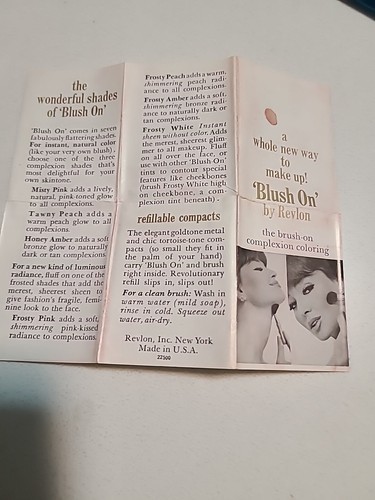 the
wonderful shades
of 'Blush On'
'Blush On' comes in seven
fabulously flattering shades.
For instant, natural color
(like your very own blush),
choose one of the three
complexion shades that's
most delightful for your
own skintone.
Misty Pink adds a lively,
natural, pink-toned glow
to all complexions.
Tawny Peach adds a
warm peach glow to all
complexions.
Honey Amber adds a soft
bronze glow to naturally
dark or tan complexions.
For a new kind of luminous
radiance, fluff on one of the
frosted shades that add the
merest, sheerest sheen to
give fashion's fragile, femi-
nine look to the face.
Frosty Pink adds a soft,
shimmering pink-kissed
radiance to complexions.
Frosty Peach adds a warm,
shimmering peach radi-
ance to all complexions.
Frosty Amber adds a soft,
shimmering bronze radi-
ance to naturally dark or
tan complexions.
Frosty White Instant
sheen without color. Adds
the merest, sheerest glim-
mer to all makeup. Fluff
on all over the face, or
use with other 'Blush On'
tints to contour special
features like cheekbones
(brush Frosty White high
on cheekbone, a com-
plexion tint beneath).
refillable compacts
The elegant goldtone metal
and chic tortoise-tone com-
pacts (so small they fit in
the palm of your hand)
carry 'Blush On' and brush
right inside. Revolutionary
refill slips in, slips out!
For a clean brush: Wash in
warm water (mild soap),
rinse in cold. Squeeze out
water, air-dry.
Revlon, Inc. New York
Made in U.S.A.
22500
a
whole new way
to
make up!
'Blush On'
by Revlon
the brush-on
complexion coloring